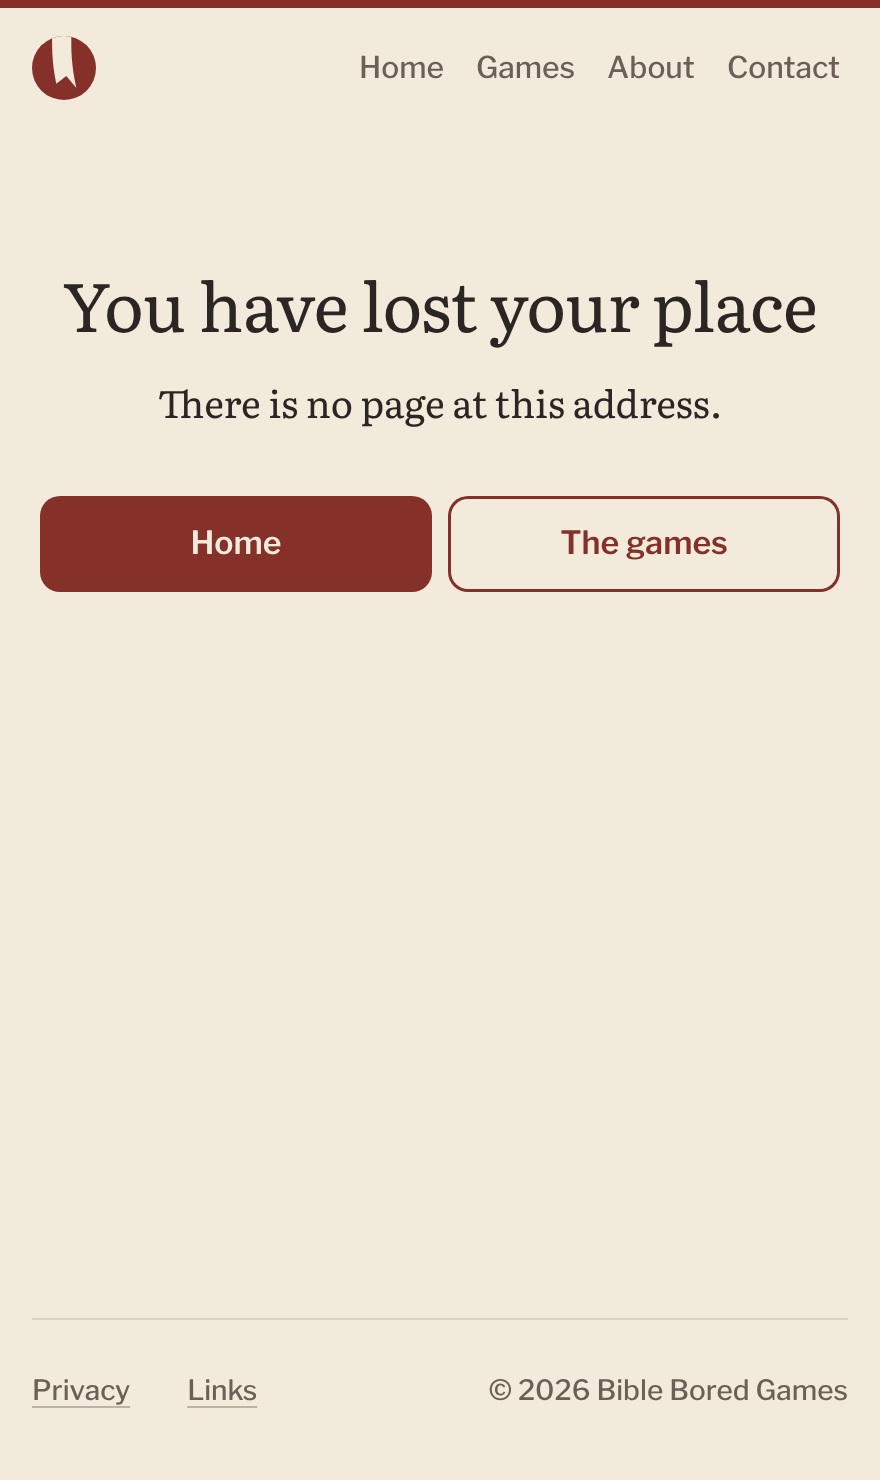 Home Games About Contact
You have lost your place
There is no page at this address.
Home The games
Privacy Links © 2026 Bible Bored Games